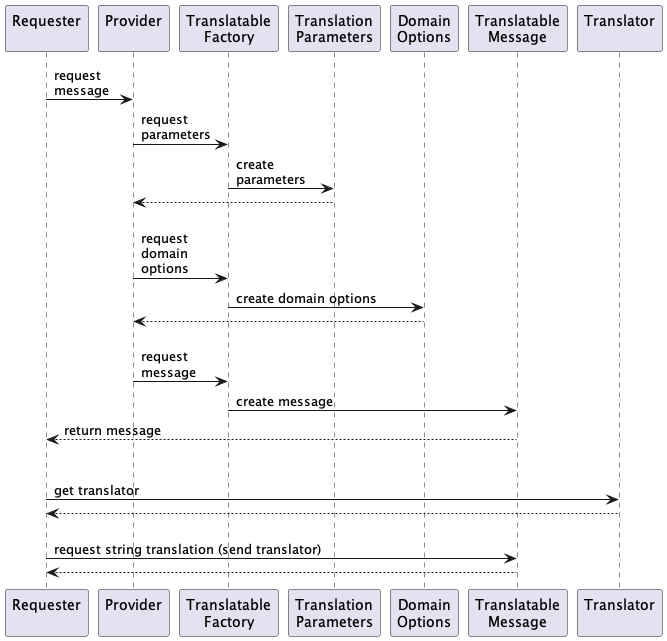 Requester
Provider
Translatable
Factory
Translation
Parameters
Domain
Options
Translatable
Message
Translator
request
message
request
parameters
create
parameters
request
domain
options
create domain options
request
message
create message
return message
get translator
request string translation (send translator)
Requester
Provider
Translatable
Factory
Translation
Parameters
Domain
Options
Translatable
Message
Translator